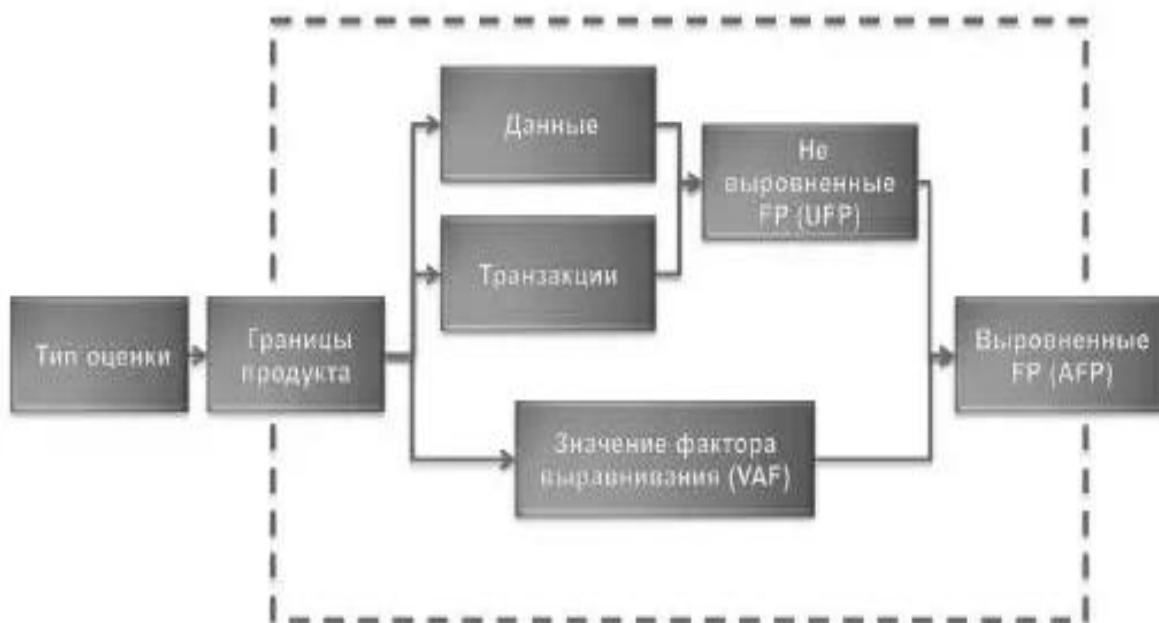 Данные
Не
выровненные
FP (UFP)
Транзакции
Тип оценки
Границы
продукта
Выровненные
FP (AFP)
Значение фактора
выравнивания (VAF)